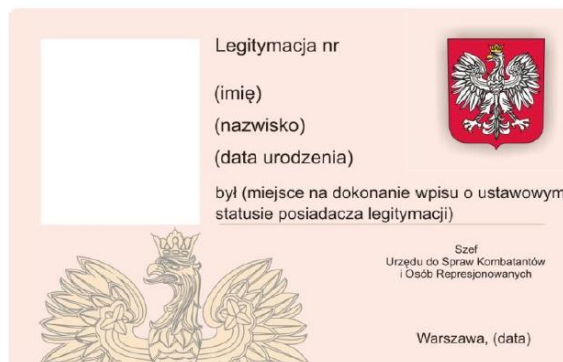 Legitymacja nr
(imię)
(nazwisko)
(data urodzenia)
był (miejsce na dokonanie wpisu o ustawowym
statusie posiadacza legitymacji)
Szef
Urzędu do Spraw Kombatantów
i Osób Represjonowanych
Warszawa, (data)